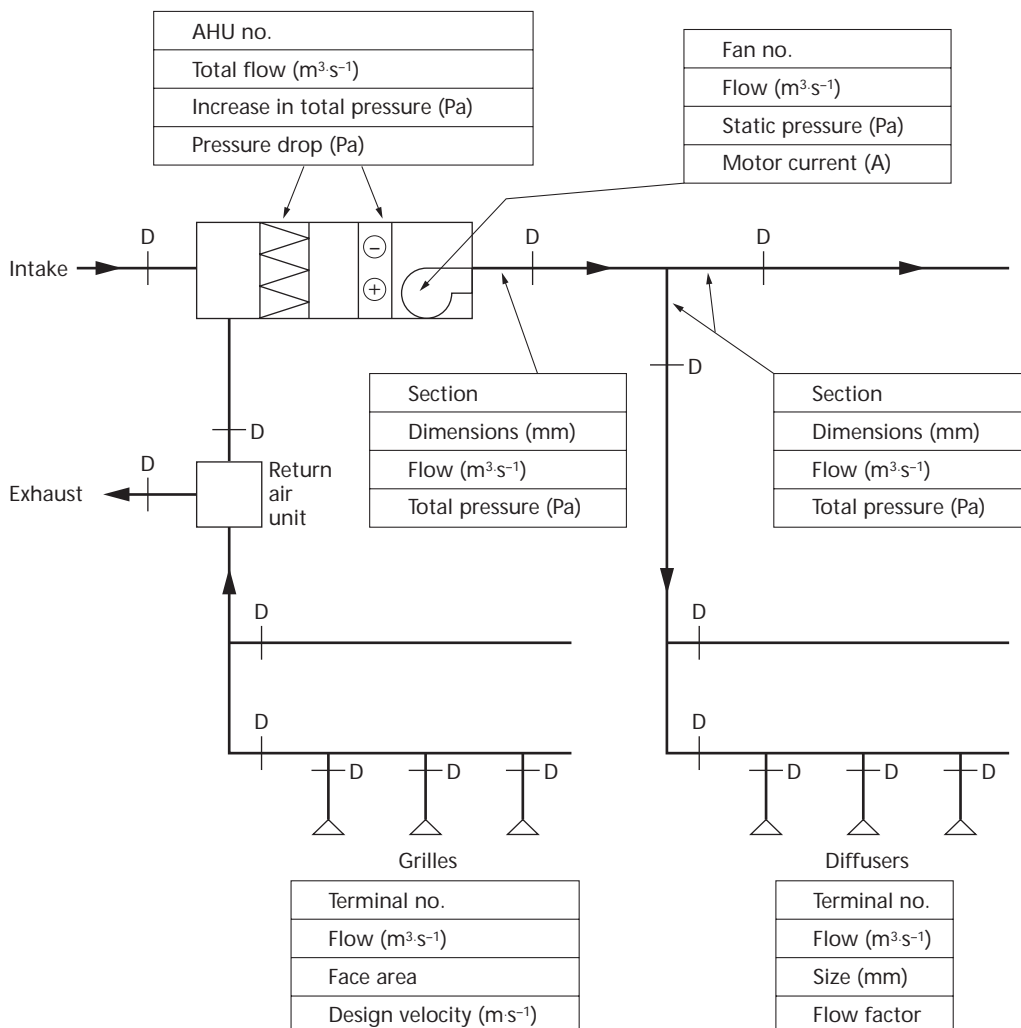 AHU no.
Total flow (m³·s⁻¹)
Increase in total pressure (Pa)
Pressure drop (Pa)
Fan no.
Flow (m³·s⁻¹)
Static pressure (Pa)
Motor current (A)
D
D
D
Intake
−
+
D
Section
Dimensions (mm)
Flow (m³·s⁻¹)
Total pressure (Pa)
Section
Dimensions (mm)
Flow (m³·s⁻¹)
Total pressure (Pa)
D
D
Exhaust
Return
air
unit
D
D
D
D
D
D
D
D
D
D
Grilles
Diffusers
Terminal no.
Flow (m³·s⁻¹)
Face area
Design velocity (m·s⁻¹)
Terminal no.
Flow (m³·s⁻¹)
Size (mm)
Flow factor